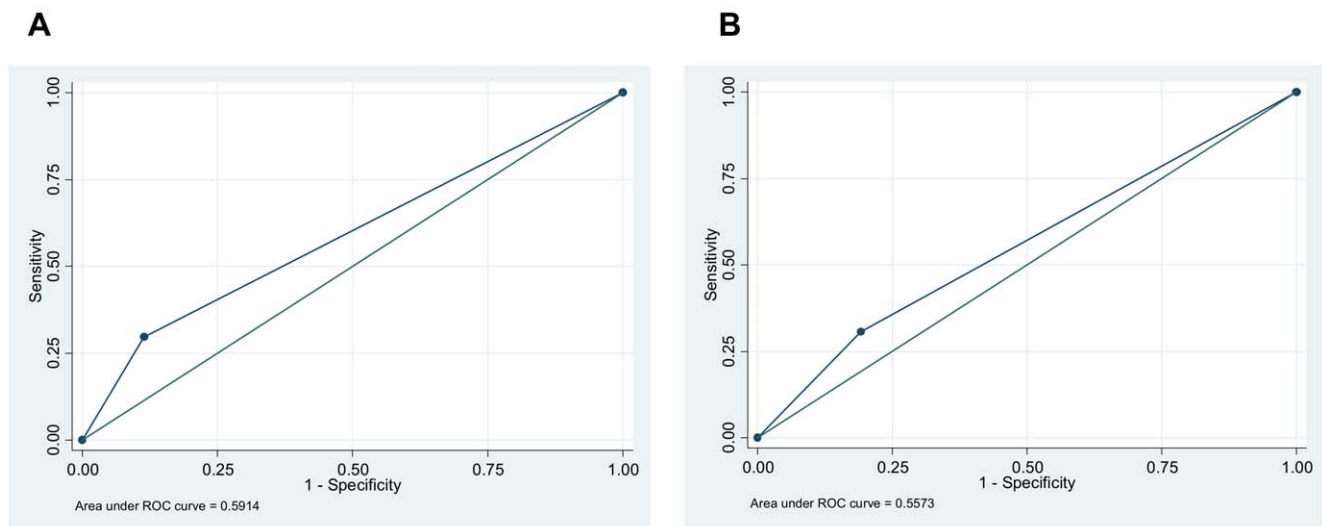 A
1.00
0.75
0.50
0.25
0.00
Sensitivity
0.00 0.25 0.50 0.75 1.00
1 - Specificity
Area under ROC curve = 0.5914
B
1.00
0.75
0.50
0.25
0.00
Sensitivity
0.00 0.25 0.50 0.75 1.00
1 - Specificity
Area under ROC curve = 0.5573